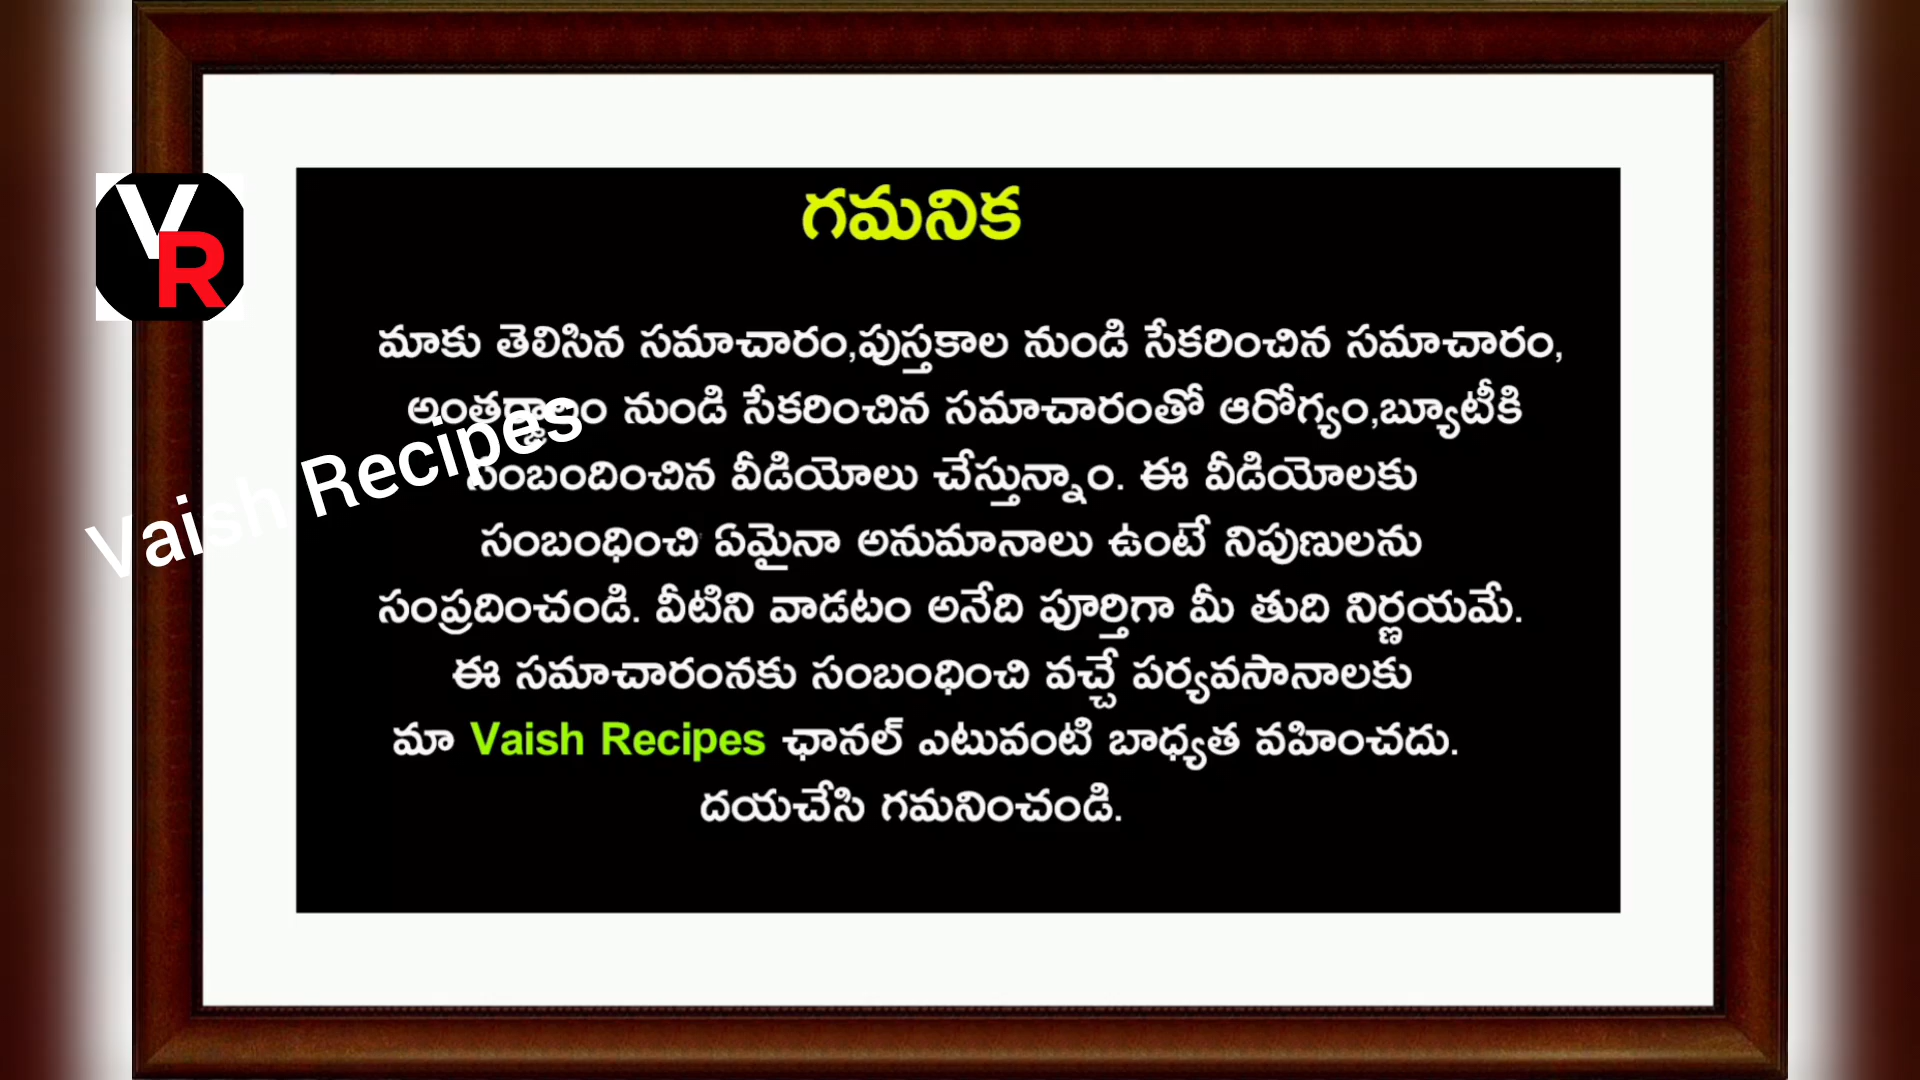 గమనిక
VR
మాకు తెలిసిన సమాచారం,పుస్తకాల నుండి సేకరించిన సమాచారం,
అంతర్జాలం నుండి సేకరించిన సమాచారంతో ఆరోగ్యం,బ్యూటీకి
సంబందించిన వీడియోలు చేస్తున్నాం. ఈ వీడియోలకు
Vaish Recipes
సంబంధించి ఏమైనా అనుమానాలు ఉంటే నిపుణులను
సంప్రదించండి. వీటిని వాడటం అనేది పూర్తిగా మీ తుది నిర్ణయమే.
ఈ సమాచారంనకు సంబంధించి వచ్చే పర్యవసానాలకు
మా Vaish Recipes ఛానల్ ఎటువంటి బాధ్యత వహించదు.
దయచేసి గమనించండి.